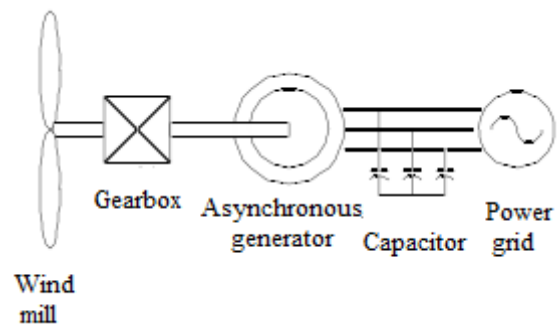 Gearbox
Asynchronous
generator
Capacitor
Power
grid
Wind
mill